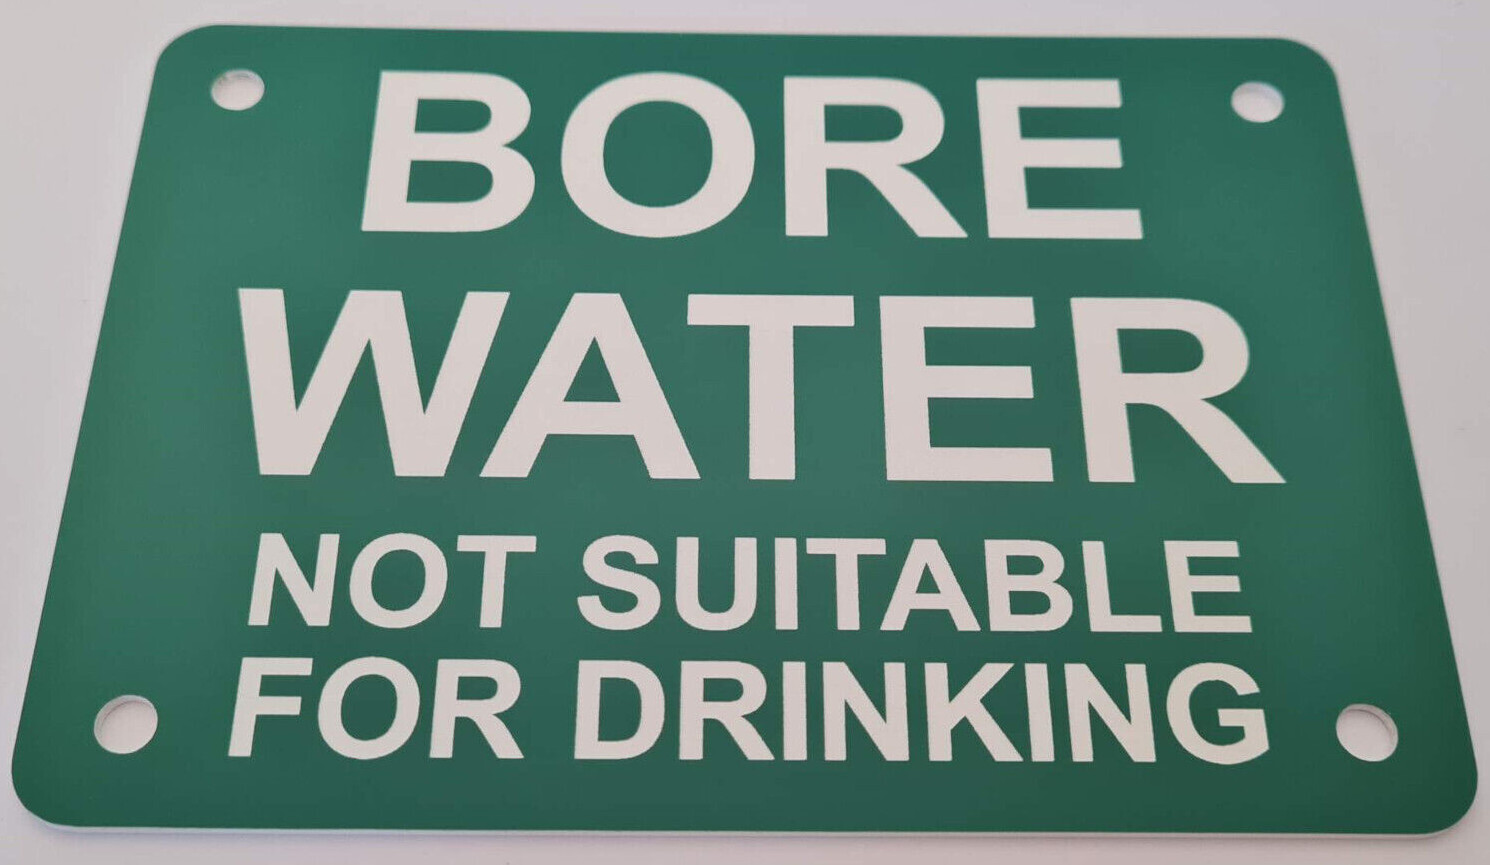 BORE
WATER
NOT SUITABLE
FOR DRINKING